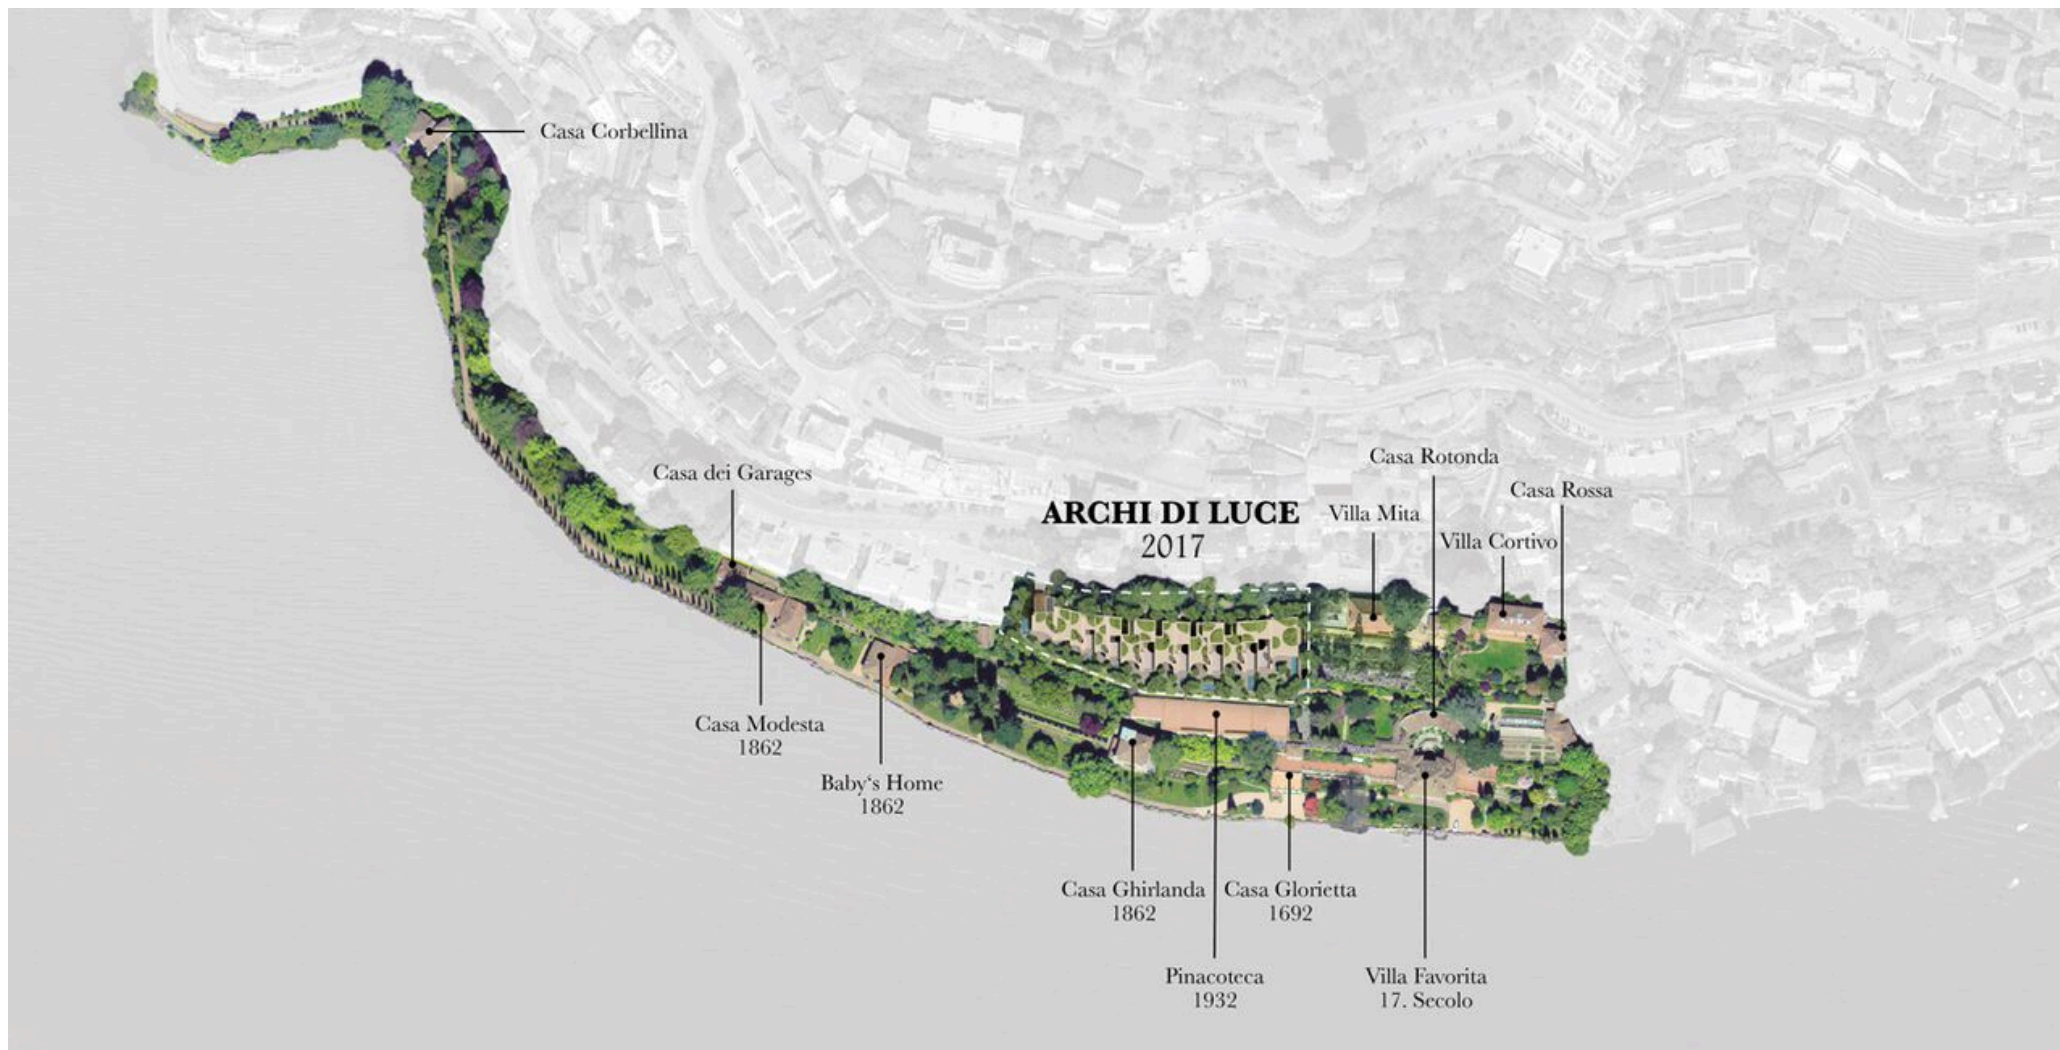 Casa Corbellina
Casa Rotonda
Casa dei Garages
Casa Rossa
ARCHI DI LUCE
2017
Villa Mita
Villa Cortivo
Casa Modesta
1862
Baby‘s Home
1862
Casa Ghirlanda
1862
Casa Glorietta
1692
Pinacoteca
1932
Villa Favorita
17. Secolo